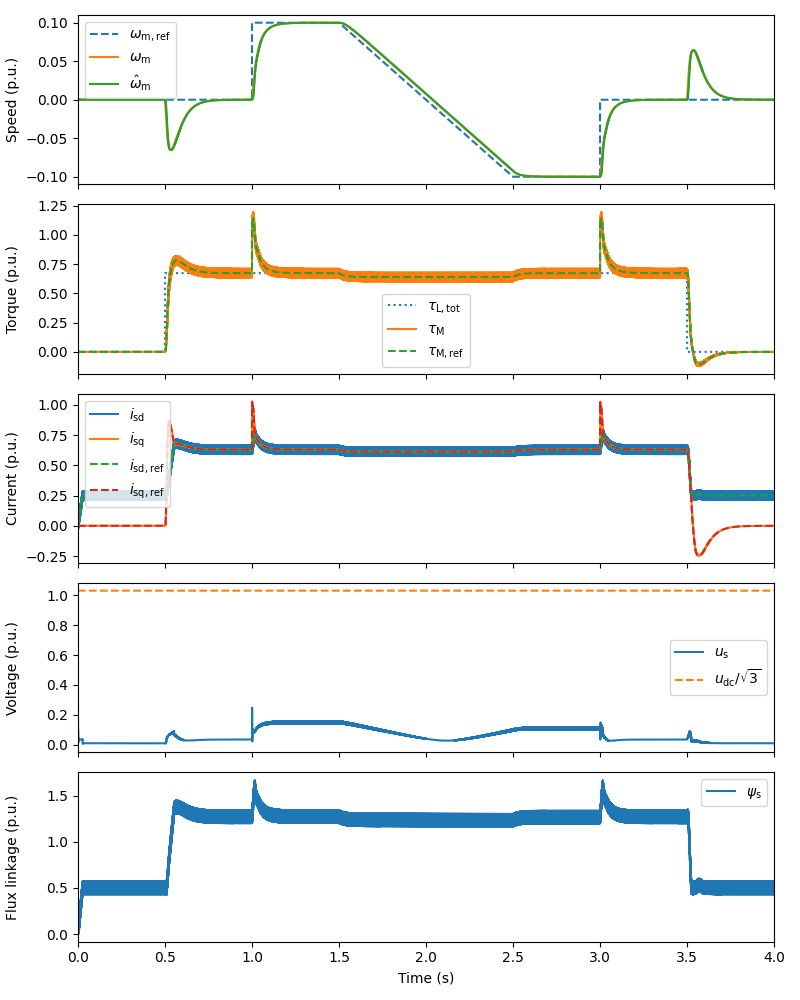 0.10
0.05
0.00
−0.05
−0.10
Speed (p.u.)
ω_m,ref
ω_m
ω̂_m
1.25
1.00
0.75
0.50
0.25
0.00
Torque (p.u.)
τ_L,tot
τ_M
τ_M,ref
1.00
0.75
0.50
0.25
0.00
−0.25
Current (p.u.)
i_sd
i_sq
i_sd,ref
i_sq,ref
1.0
0.8
0.6
0.4
0.2
0.0
Voltage (p.u.)
u_s
u_dc/√3
1.5
1.0
0.5
0.0
Flux linkage (p.u.)
ψ_s
0.0 0.5 1.0 1.5 2.0 2.5 3.0 3.5 4.0
Time (s)